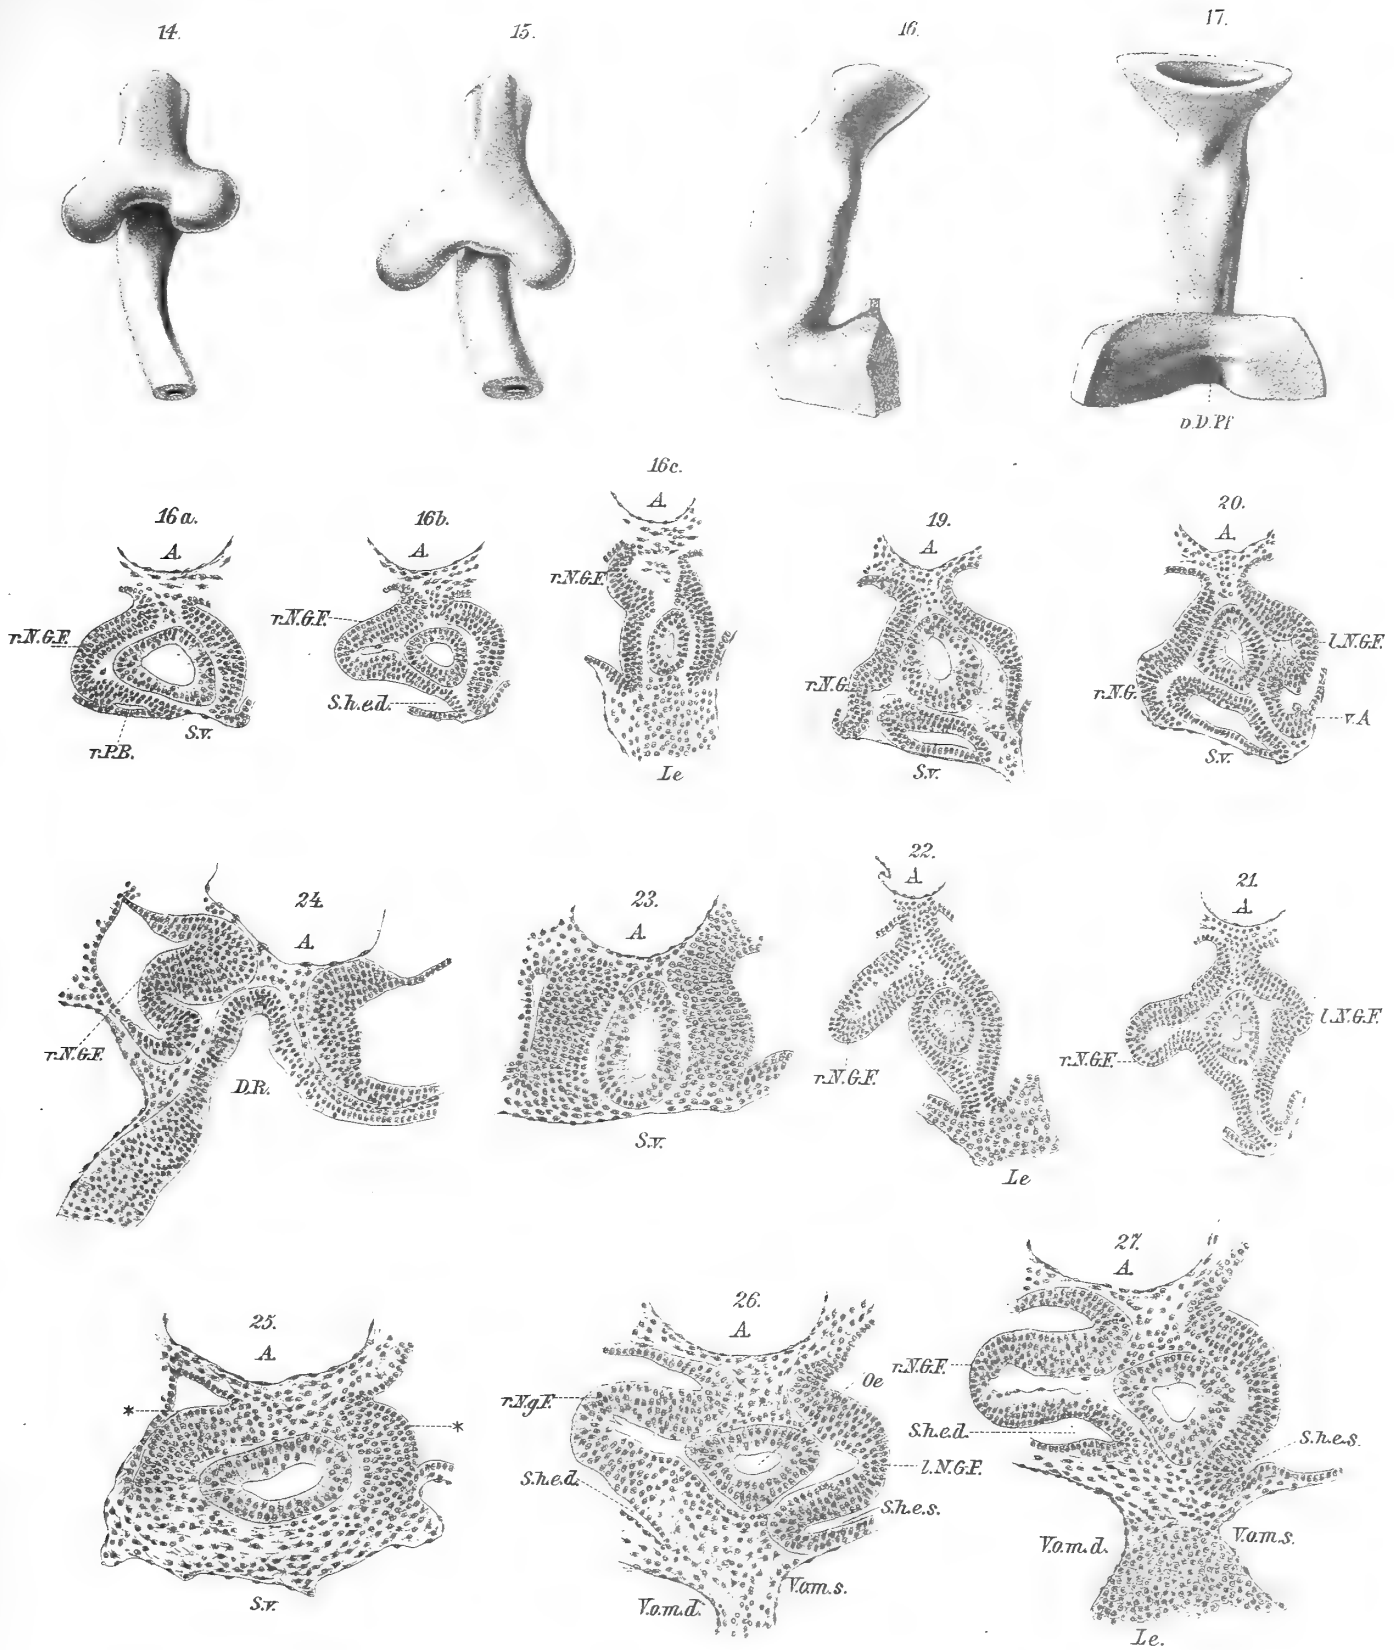 14.
15.
16.
17.
v.D.Pf
16a.
A.
r.N.G.F.
S.v.
r.P.B.
16b.
A.
r.N.G.F.
S.h.e.d.
16c.
A.
r.N.G.F.
Le
19.
A.
r.N.G.
S.v.
20.
A.
l.N.G.F.
r.N.G.
v.A
S.v.
24.
A.
r.N.G.F.
D.R.
23.
A.
S.v.
22.
A.
r.N.G.F.
Le
21.
A.
l.N.G.F.
r.N.G.F.
25.
A.
*
*
S.v.
26.
A.
Oe
r.N.g.F.
l.N.G.F.
S.h.e.d.
S.h.e.s.
V.o.m.s.
V.o.m.d.
27.
A.
r.N.G.F.
S.h.e.d.
S.h.e.s.
V.o.m.d.
V.o.m.s.
Le.